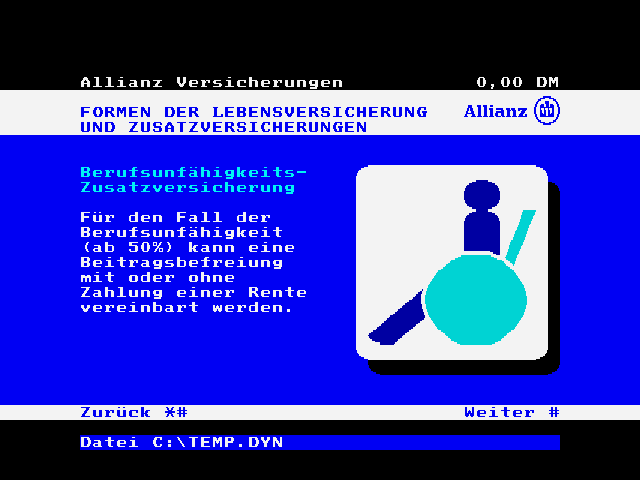 Allianz Versicherungen 0,00 DM
FORMEN DER LEBENSVERSICHERUNG Allianz
UND ZUSATZVERSICHERUNGEN
Berufsunfähigkeits-
Zusatzversicherung
Für den Fall der
Berufsunfähigkeit
(ab 50%) kann eine
Beitragsbefreiung
mit oder ohne
Zahlung einer Rente
vereinbart werden.
Zurück *# Weiter #
Datei C:\TEMP.DYN